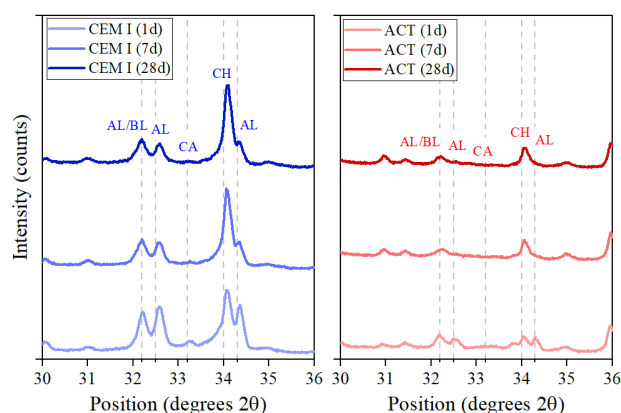 CEM I (1d)
CEM I (7d)
CEM I (28d)
CH
AL/BL
AL
AL
CA
ACT (1d)
ACT (7d)
ACT (28d)
CH
AL/BL
AL
AL
CA
Intensity (counts)
30 31 32 33 34 35 36
30 31 32 33 34 35 36
Position (degrees 2θ)
Position (degrees 2θ)